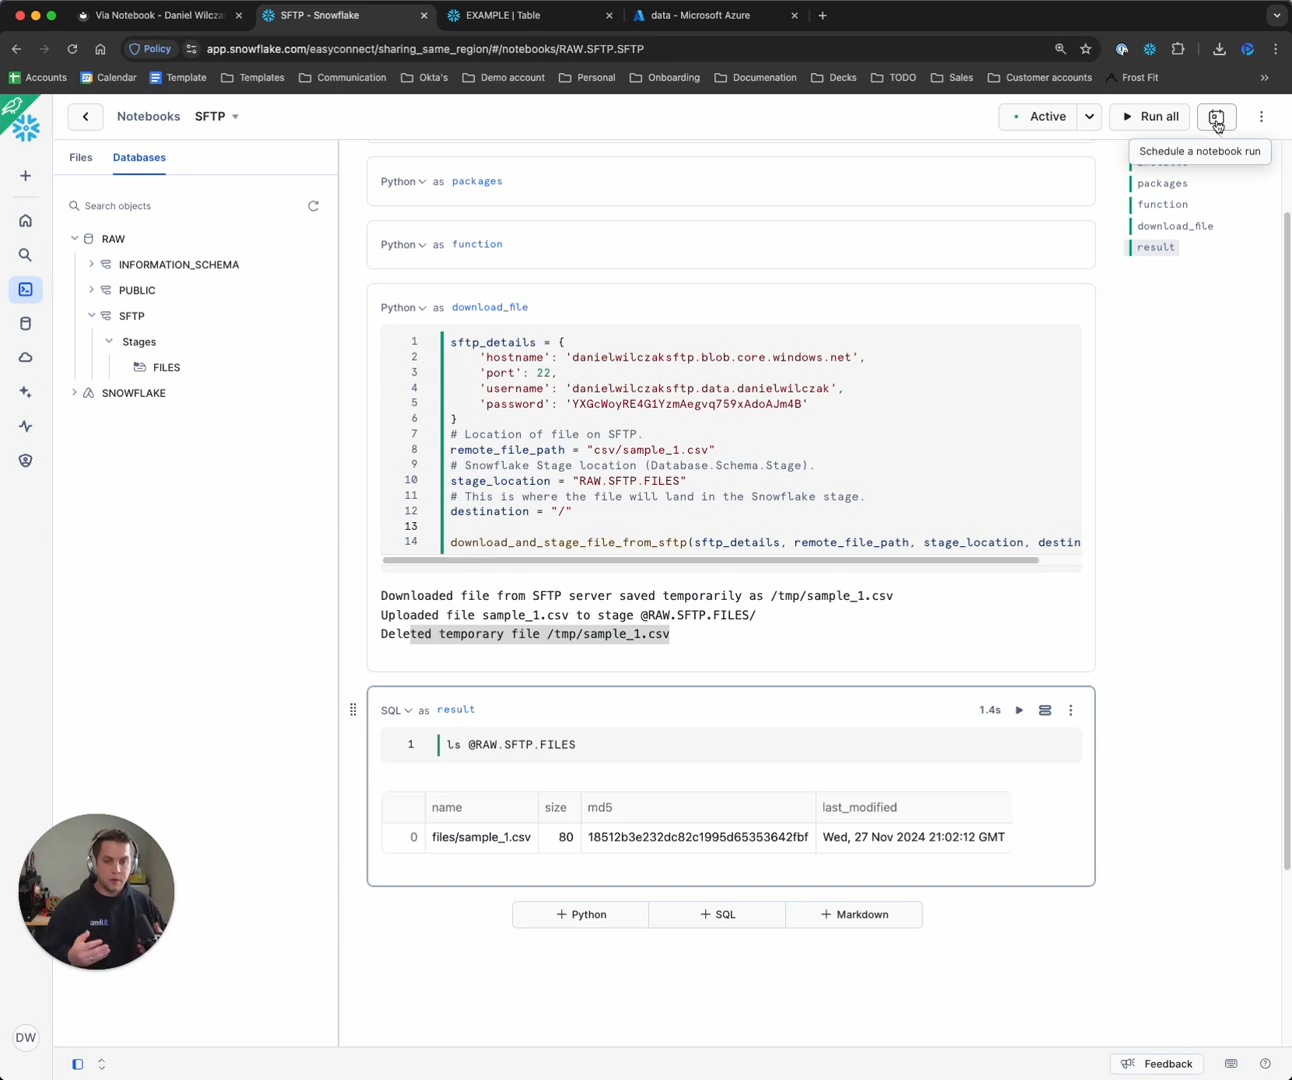 Via Notebook - Daniel Wilcza
SFTP - Snowflake
EXAMPLE | Table
data - Microsoft Azure
Policy
app.snowflake.com/easyconnect/sharing_same_region/#/notebooks/RAW.SFTP.SFTP
Accounts
Calendar
Template
Templates
Communication
Okta's
Demo account
Personal
Onboarding
Documenation
Decks
TODO
Sales
Customer accounts
Frost Fit
Notebooks
SFTP
Active
Run all
Schedule a notebook run
Files
Databases
Search objects
RAW
INFORMATION_SCHEMA
PUBLIC
SFTP
Stages
FILES
SNOWFLAKE
Python as packages
Python as function
Python as download_file
1 sftp_details = {
2 'hostname': 'danielwilczaksftp.blob.core.windows.net',
3 'port': 22,
4 'username': 'danielwilczaksftp.data.danielwilczak',
5 'password': 'YXGcWoyRE4G1YzmAegvq759xAdoAJm4B'
6 }
7 # Location of file on SFTP.
8 remote_file_path = "csv/sample_1.csv"
9 # Snowflake Stage location (Database.Schema.Stage).
10 stage_location = "RAW.SFTP.FILES"
11 # This is where the file will land in the Snowflake stage.
12 destination = "/"
13
14 download_and_stage_file_from_sftp(sftp_details, remote_file_path, stage_location, destin
Downloaded file from SFTP server saved temporarily as /tmp/sample_1.csv
Uploaded file sample_1.csv to stage @RAW.SFTP.FILES/
Deleted temporary file /tmp/sample_1.csv
SQL as result
1.4s
1 ls @RAW.SFTP.FILES
name size md5 last_modified
0 files/sample_1.csv 80 18512b3e232dc82c1995d65353642fbf Wed, 27 Nov 2024 21:02:12 GMT
+ Python
+ SQL
+ Markdown
packages
function
download_file
result
DW
Feedback